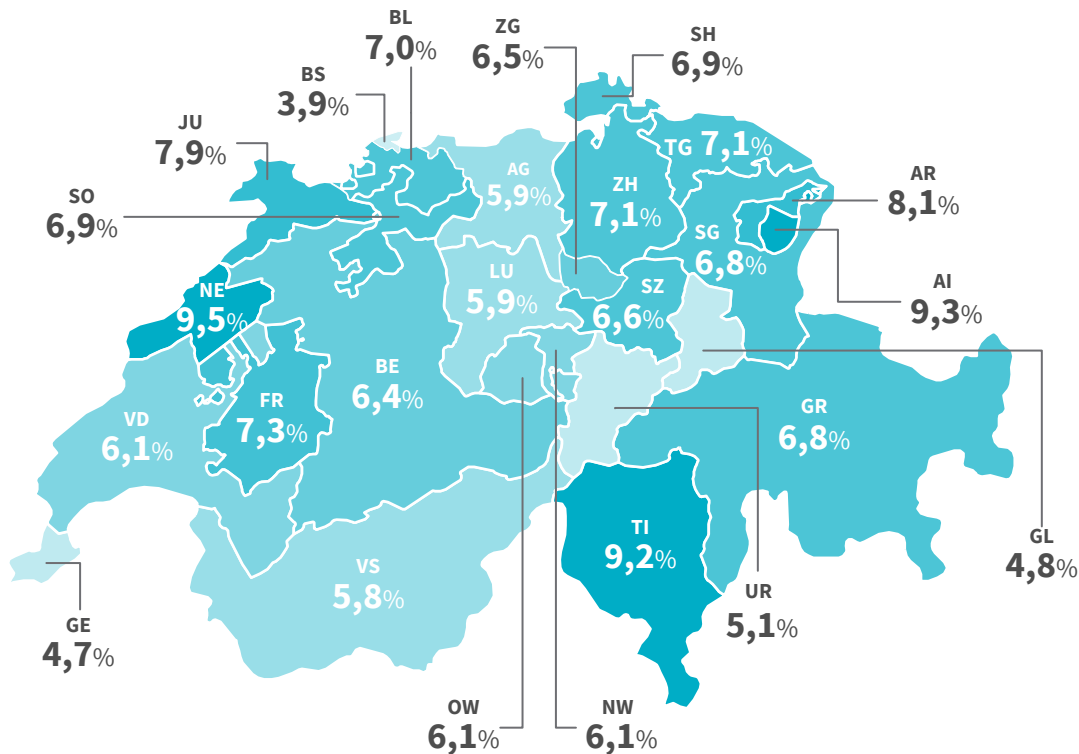 BL
7,0%
ZG
6,5%
SH
6,9%
BS
3,9%
JU
7,9%
TG 7,1%
AG
5,9%
ZH
7,1%
AR
8,1%
SO
6,9%
SG
6,8%
LU
5,9%
SZ
6,6%
AI
9,3%
NE
9,5%
BE
6,4%
FR
7,3%
VD
6,1%
GR
6,8%
TI
9,2%
GL
4,8%
VS
5,8%
UR
5,1%
GE
4,7%
OW
6,1%
NW
6,1%